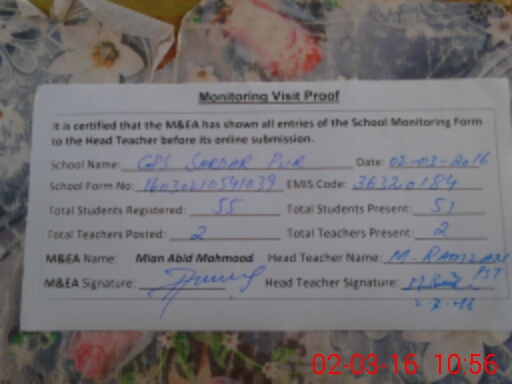 Monitoring Visit Proof
It is certified that the M&EA has shown all entries of the School Monitoring Form
to the Head Teacher before its online submission.
School Name: GPS SARDAR PUR Date: 02-03-2016
School Form No: 16030210541039 EMIS Code: 36320184
Total Students Registered: 55 Total Students Present: 51
Total Teachers Posted: 2 Total Teachers Present: 2
M&EA Name: Mian Abid Mahmood Head Teacher Name: M. RAMZAN
PST
M&EA Signature: Head Teacher Signature:
2-3-16
02-03-16 10:56